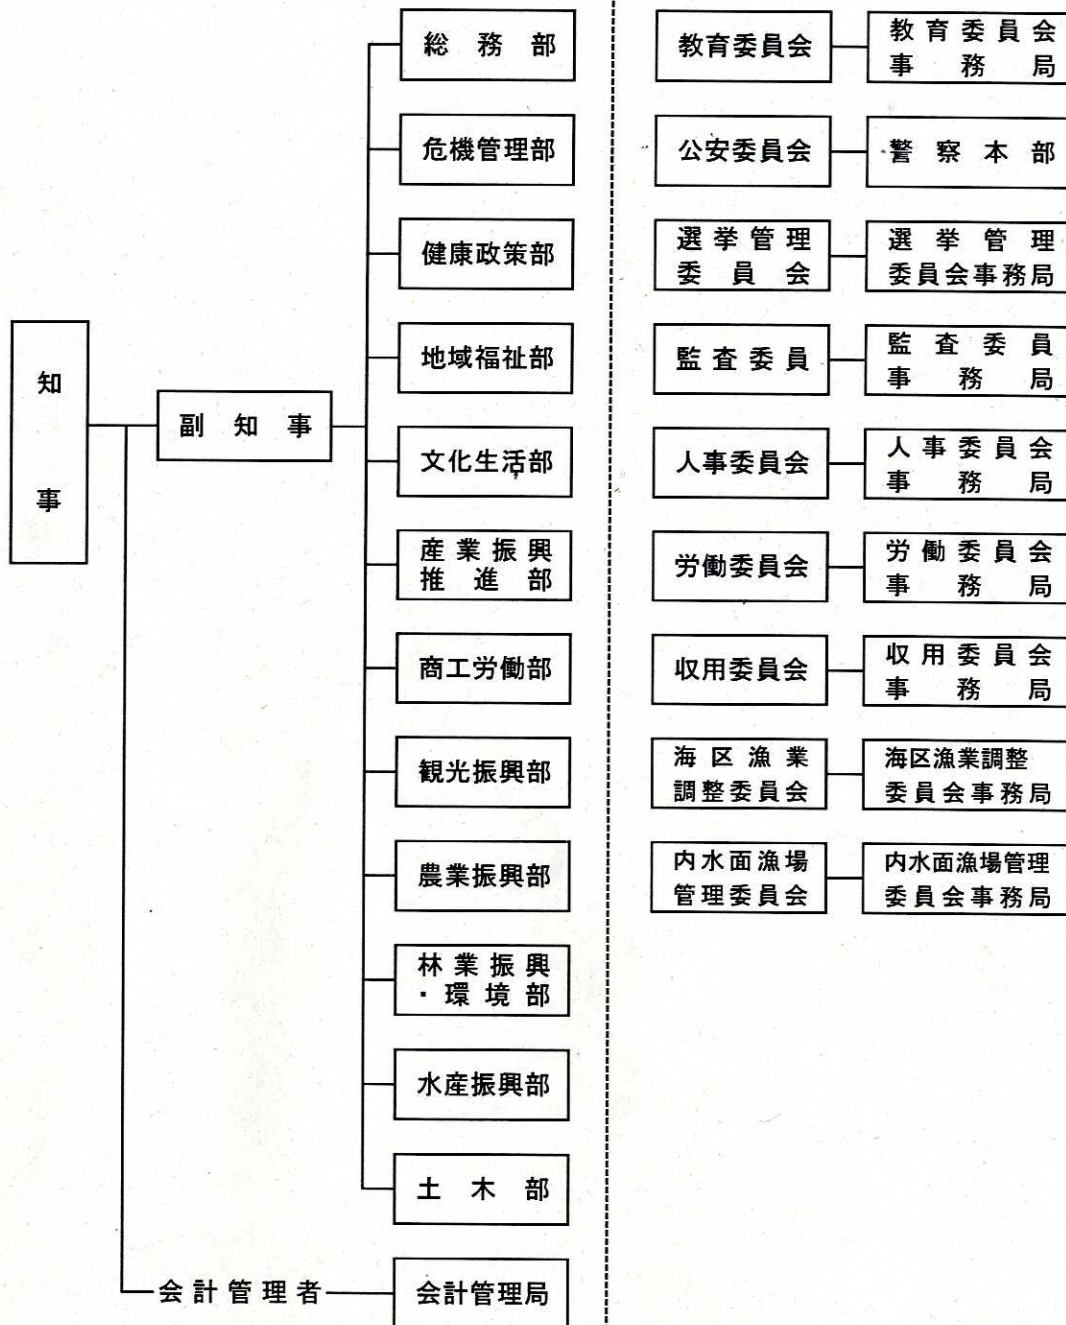 知
事
副知事
総務部
危機管理部
健康政策部
地域福祉部
文化生活部
産業振興
推進部
商工労働部
観光振興部
農業振興部
林業振興
・環境部
水産振興部
土木部
会計管理者
会計管理局
教育委員会
教育委員会
事務局
公安委員会
警察本部
選挙管理
委員会
選挙管理
委員会事務局
監査委員
監査委員
事務局
人事委員会
人事委員会
事務局
労働委員会
労働委員会
事務局
収用委員会
収用委員会
事務局
海区漁業
調整委員会
海区漁業調整
委員会事務局
内水面漁場
管理委員会
内水面漁場管理
委員会事務局